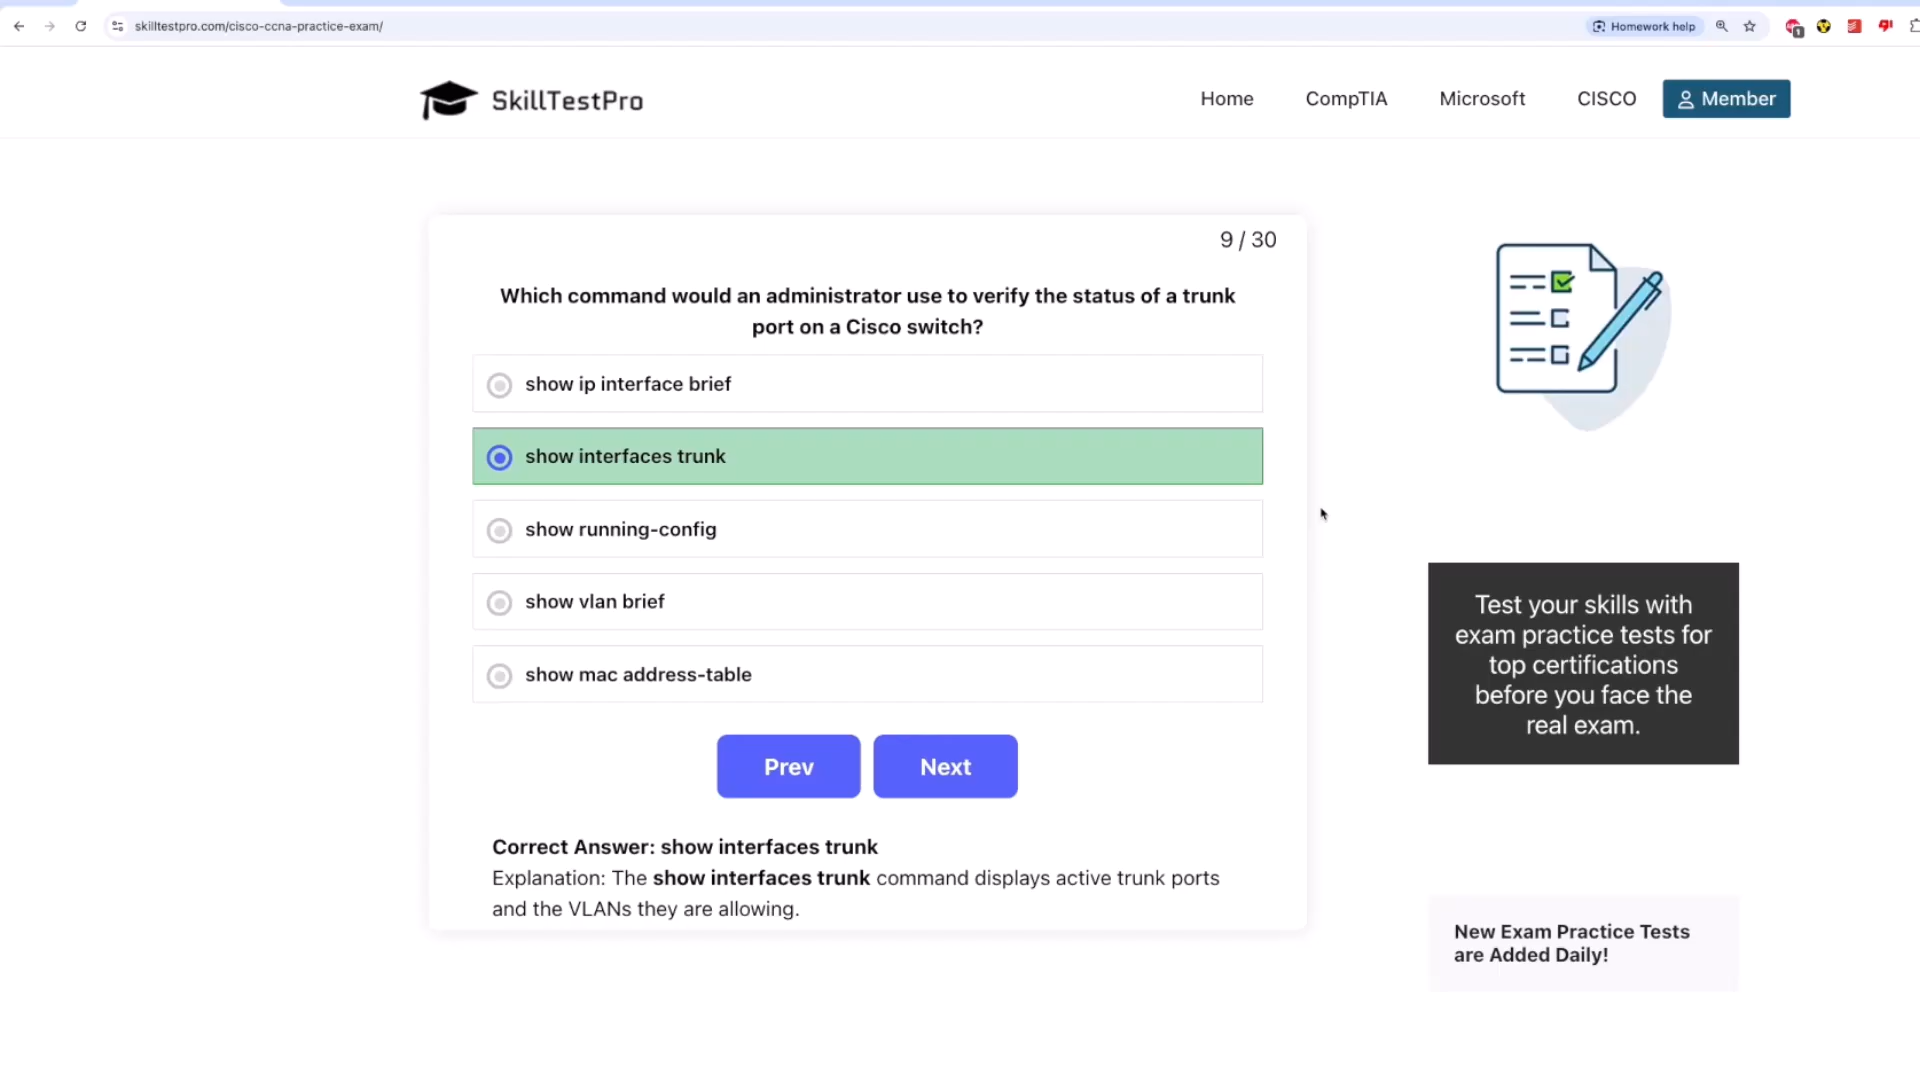 skilltestpro.com/cisco-ccna-practice-exam/
Homework help
1
SkillTestPro
Home
CompTIA
Microsoft
CISCO
Member
9 / 30
Which command would an administrator use to verify the status of a trunk
port on a Cisco switch?
show ip interface brief
show interfaces trunk
show running-config
show vlan brief
show mac address-table
Prev
Next
Correct Answer: show interfaces trunk
Explanation: The show interfaces trunk command displays active trunk ports
and the VLANs they are allowing.
Test your skills with
exam practice tests for
top certifications
before you face the
real exam.
New Exam Practice Tests
are Added Daily!